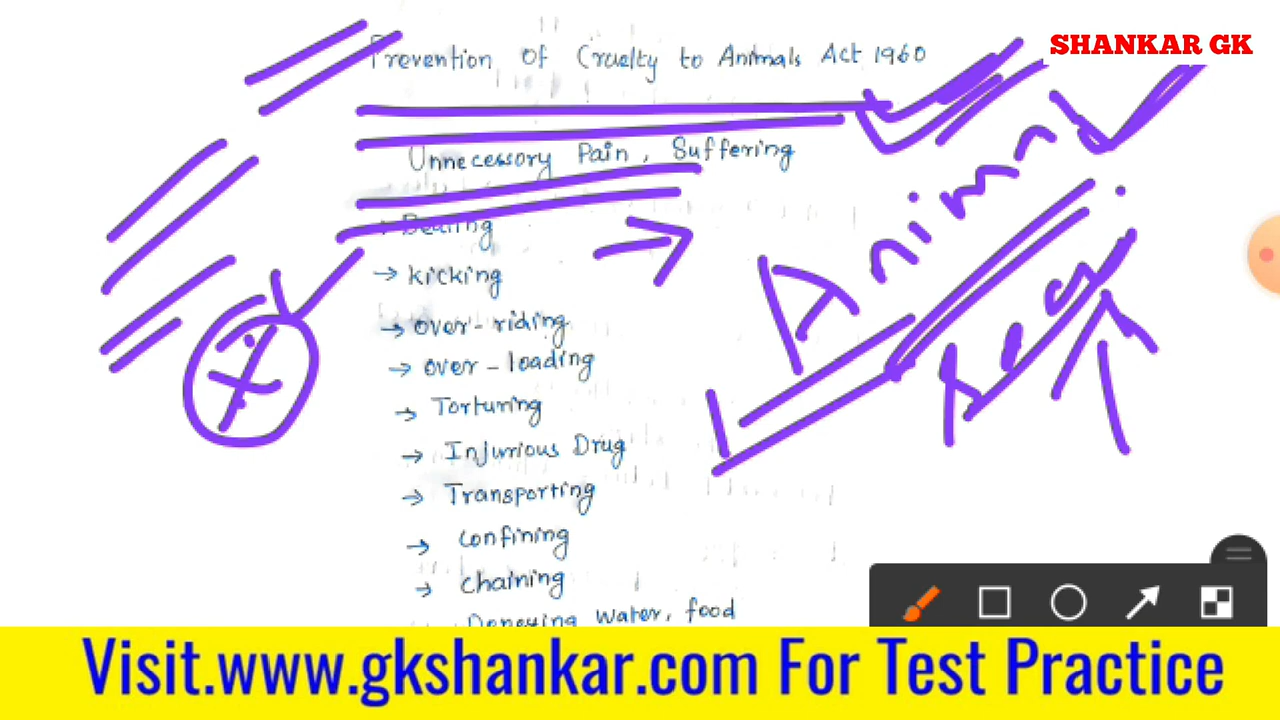 SHANKAR GK
Prevention Of Cruelty to Animals Act 1960
Unnecessory Pain, Suffering
→ Beating
→ kicking
→ over-riding
→ over-loading
→ Torturing
→ Injurious Drug
→ Transporting
→ confining
→ chaining
water, food
Animal
Visit.www.gkshankar.com For Test Practice